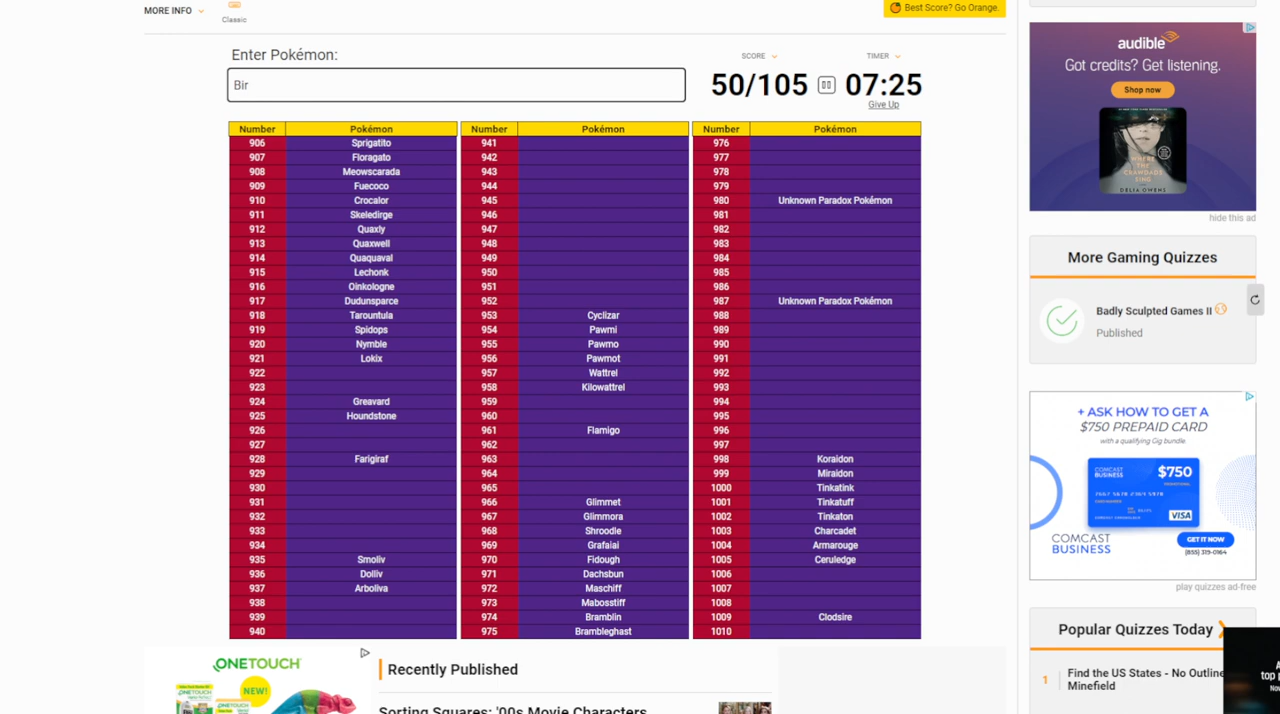 MORE INFO
Classic
Best Score? Go Orange.
Enter Pokémon:
SCORE
TIMER
Bir
50/105
07:25
Give Up
Number Pokémon Number Pokémon Number Pokémon
906 Sprigatito 941 976
907 Floragato 942 977
908 Meowscarada 943 978
909 Fuecoco 944 979
910 Crocalor 945 980 Unknown Paradox Pokémon
911 Skeledirge 946 981
912 Quaxly 947 982
913 Quaxwell 948 983
914 Quaquaval 949 984
915 Lechonk 950 985
916 Oinkologne 951 986
917 Dudunsparce 952 987 Unknown Paradox Pokémon
918 Tarountula 953 Cyclizar 988
919 Spidops 954 Pawmi 989
920 Nymble 955 Pawmo 990
921 Lokix 956 Pawmot 991
922 957 Wattrel 992
923 958 Kilowattrel 993
924 Greavard 959 994
925 Houndstone 960 995
926 961 Flamigo 996
927 962 997
928 Farigiraf 963 998 Koraidon
929 964 999 Miraidon
930 965 1000 Tinkatink
931 966 Glimmet 1001 Tinkatuff
932 967 Glimmora 1002 Tinkaton
933 968 Shroodle 1003 Charcadet
934 969 Grafaiai 1004 Armarouge
935 Smoliv 970 Fidough 1005 Ceruledge
936 Dolliv 971 Dachsbun 1006
937 Arboliva 972 Maschiff 1007
938 973 Mabosstiff 1008
939 974 Bramblin 1009 Clodsire
940 975 Brambleghast 1010
ONETOUCH
NEW!
Recently Published
Sorting Squares: '00s Movie Characters
audible
Got credits? Get listening.
Shop now
WHERE
THE
CRAWDADS
SING
DELIA OWENS
hide this ad
More Gaming Quizzes
Badly Sculpted Games II
Published
+ ASK HOW TO GET A
$750 PREPAID CARD
with a qualifying Gig bundle.
COMCAST
BUSINESS
$750
VISA
COMCAST
BUSINESS
GET IT NOW
(855) 319-0164
play quizzes ad-free
Popular Quizzes Today
1 Find the US States - No Outline
Minefield
top